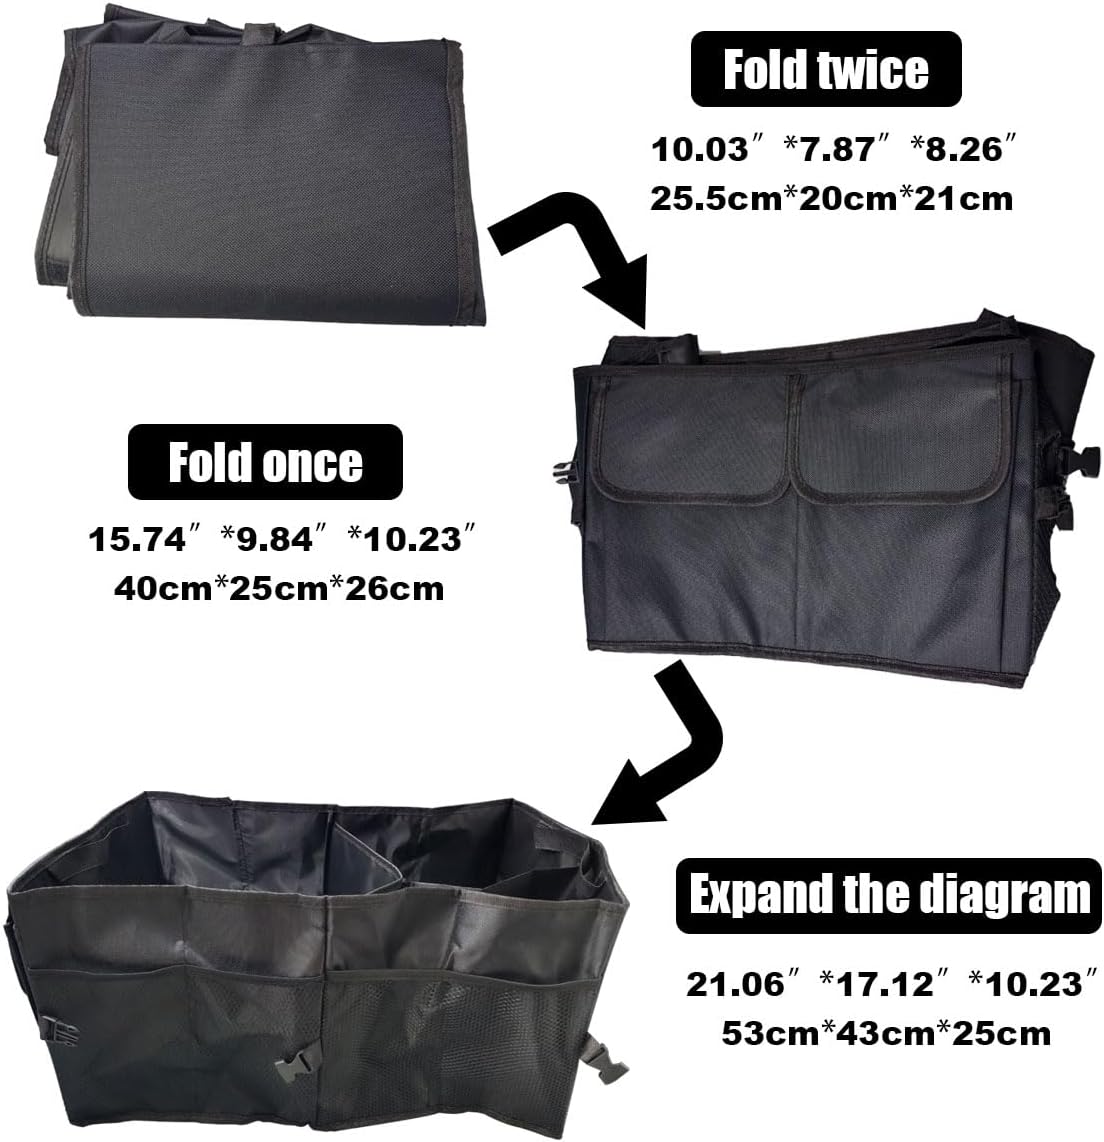 Fold twice
10.03″ *7.87″ *8.26″
25.5cm*20cm*21cm
Fold once
15.74″ *9.84″ *10.23″
40cm*25cm*26cm
Expand the diagram
21.06″ *17.12″ *10.23″
53cm*43cm*25cm